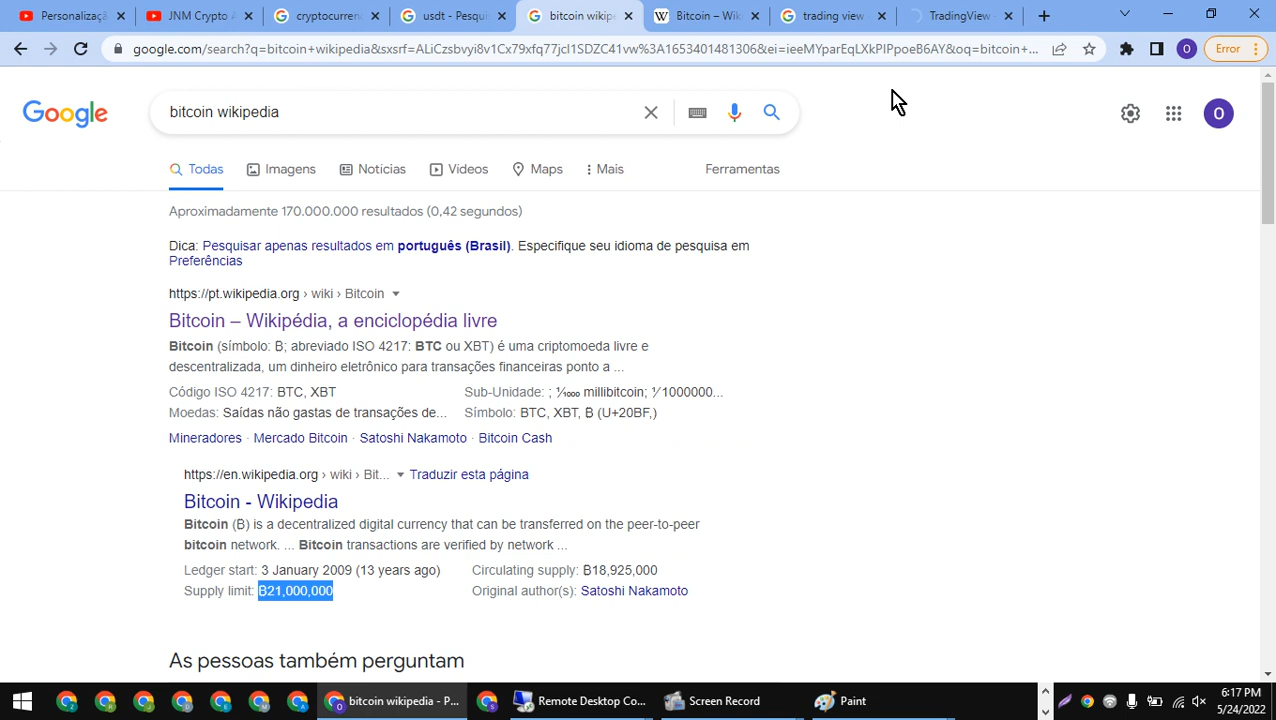 Personalizaçã
JNM Crypto A
cryptocurren
usdt - Pesqui
bitcoin wikipe
Bitcoin – Wiki
trading view
TradingView -
google.com/search?q=bitcoin+wikipedia&sxsrf=ALiCzsbvyi8v1Cx79xfq77jcl1SDZC41vw%3A1653401481306&ei=ieeMYparEqLXkPIPpoeB6AY&oq=bitcoin+...
O
Error
Google
bitcoin wikipedia
O
Todas
Imagens
Notícias
Vídeos
Maps
Mais
Ferramentas
Aproximadamente 170.000.000 resultados (0,42 segundos)
Dica: Pesquisar apenas resultados em português (Brasil). Especifique seu idioma de pesquisa em
Preferências
https://pt.wikipedia.org › wiki › Bitcoin
Bitcoin – Wikipédia, a enciclopédia livre
Bitcoin (símbolo: ₿; abreviado ISO 4217: BTC ou XBT) é uma criptomoeda livre e
descentralizada, um dinheiro eletrônico para transações financeiras ponto a ...
Código ISO 4217: BTC, XBT
Sub-Unidade: ; 1⁄1000 millibitcoin; 1⁄1000000...
Moedas: Saídas não gastas de transações de...
Símbolo: BTC, XBT, ₿ (U+20BF,)
Mineradores · Mercado Bitcoin · Satoshi Nakamoto · Bitcoin Cash
https://en.wikipedia.org › wiki › Bit...
Traduzir esta página
Bitcoin - Wikipedia
Bitcoin (₿) is a decentralized digital currency that can be transferred on the peer-to-peer
bitcoin network. ... Bitcoin transactions are verified by network ...
Ledger start: 3 January 2009 (13 years ago)
Circulating supply: ₿18,925,000
Supply limit: ₿21,000,000
Original author(s): Satoshi Nakamoto
As pessoas também perguntam
bitcoin wikipedia - P...
Remote Desktop Co...
Screen Record
Paint
6:17 PM
5/24/2022